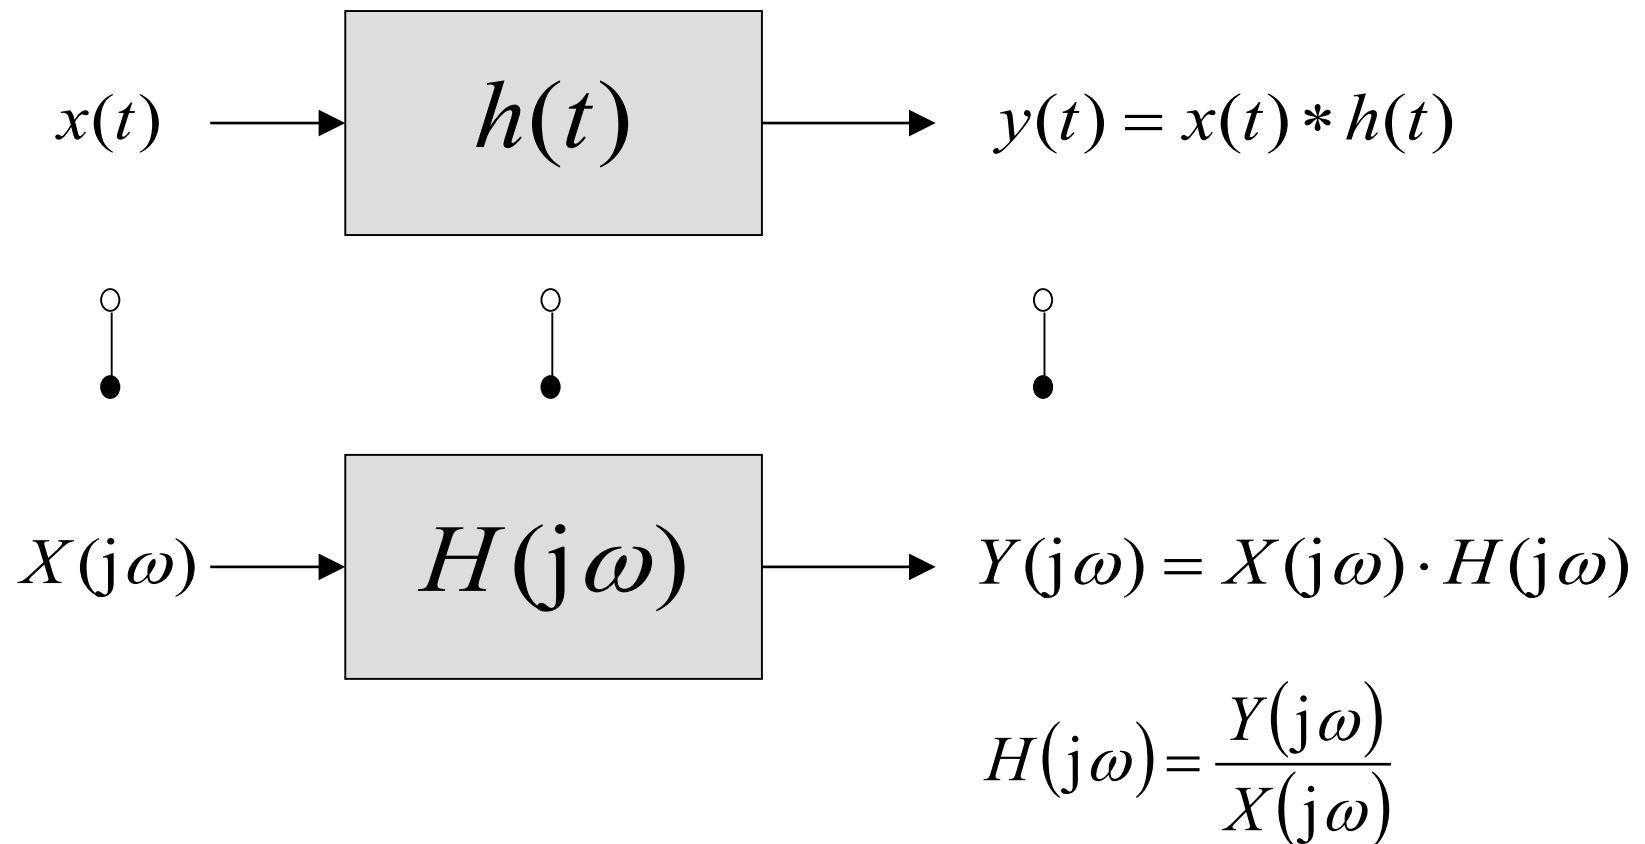 x(t) h(t) y(t) = x(t) * h(t)
X(jω) H(jω) Y(jω) = X(jω) · H(jω)
H(jω) = Y(jω) / X(jω)